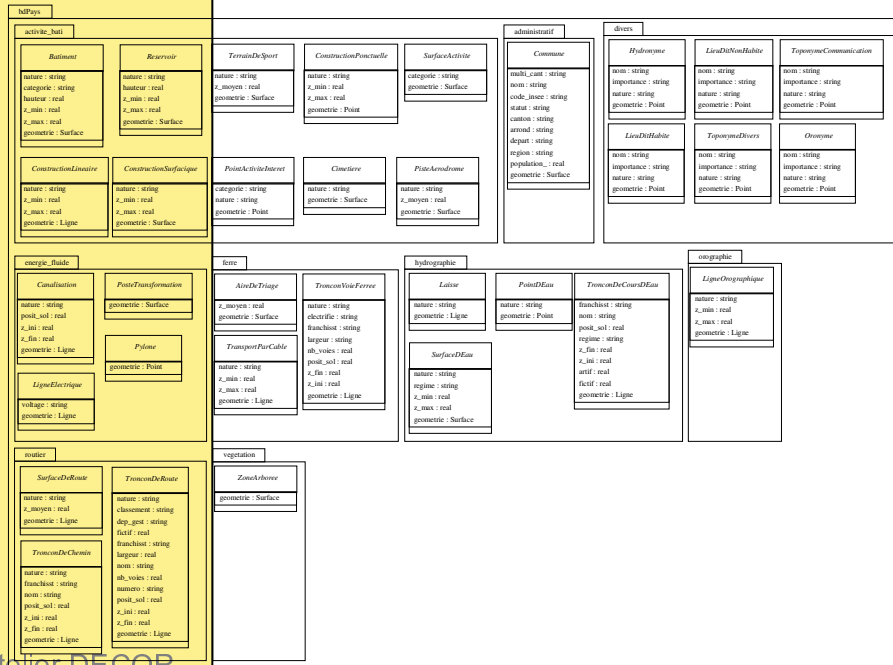 bdPays
activite_bati
Batiment
nature : string
categorie : string
hauteur : real
z_min : real
z_max : real
geometrie : Surface
Reservoir
nature : string
hauteur : real
z_min : real
z_max : real
geometrie : Surface
TerrainDeSport
nature : string
z_moyen : real
geometrie : Surface
ConstructionPonctuelle
nature : string
z_min : real
z_max : real
geometrie : Point
SurfaceActivite
categorie : string
geometrie : Surface
ConstructionLineaire
nature : string
z_min : real
z_max : real
geometrie : Ligne
ConstructionSurfacique
nature : string
z_min : real
z_max : real
geometrie : Surface
PointActiviteInteret
categorie : string
nature : string
geometrie : Point
Cimetiere
nature : string
geometrie : Surface
PisteAerodrome
nature : string
z_moyen : real
geometrie : Surface
administratif
Commune
multi_cant : string
nom : string
code_insee : string
statut : string
canton : string
arrond : string
depart : string
region : string
population_ : real
geometrie : Surface
divers
Hydronyme
nom : string
importance : string
nature : string
geometrie : Point
LieuDitNonHabite
nom : string
importance : string
nature : string
geometrie : Point
ToponymeCommunication
nom : string
importance : string
nature : string
geometrie : Point
LieuDitHabite
nom : string
importance : string
nature : string
geometrie : Point
ToponymeDivers
nom : string
importance : string
nature : string
geometrie : Point
Oronyme
nom : string
importance : string
nature : string
geometrie : Point
energie_fluide
Canalisation
nature : string
posit_sol : real
z_ini : real
z_fin : real
geometrie : Ligne
PosteTransformation
geometrie : Surface
Pylone
geometrie : Point
LigneElectrique
voltage : string
geometrie : Ligne
ferre
AireDeTriage
z_moyen : real
geometrie : Surface
TronconVoieFerree
nature : string
electrifie : string
franchisst : string
largeur : string
nb_voies : real
posit_sol : real
z_fin : real
z_ini : real
geometrie : Ligne
TransportParCable
nature : string
z_min : real
z_max : real
geometrie : Ligne
hydrographie
Laisse
nature : string
geometrie : Ligne
PointDEau
nature : string
geometrie : Point
TronconDeCoursDEau
franchisst : string
nom : string
posit_sol : real
regime : string
z_fin : real
z_ini : real
artif : real
fictif : real
geometrie : Ligne
SurfaceDEau
nature : string
regime : string
z_min : real
z_max : real
geometrie : Surface
orographie
LigneOrographique
nature : string
z_min : real
z_max : real
geometrie : Ligne
routier
SurfaceDeRoute
nature : string
z_moyen : real
geometrie : Ligne
TronconDeRoute
nature : string
classement : string
dep_gest : string
fictif : real
franchisst : string
largeur : real
nom : string
nb_voies : real
numero : string
posit_sol : real
z_ini : real
z_fin : real
geometrie : Ligne
TronconDeChemin
nature : string
franchisst : string
nom : string
posit_sol : real
z_ini : real
z_fin : real
geometrie : Ligne
vegetation
ZoneArboree
geometrie : Surface
telier DECOR